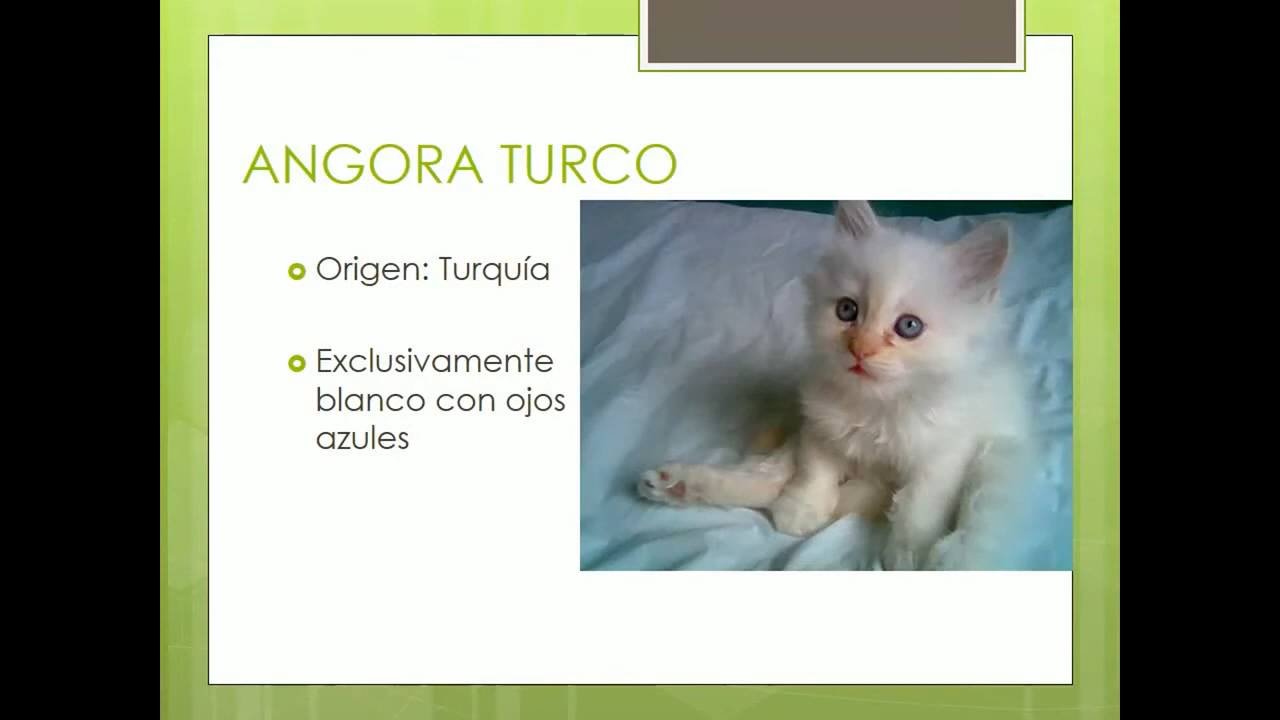 ANGORA TURCO
Origen: Turquía
Exclusivamente
blanco con ojos
azules